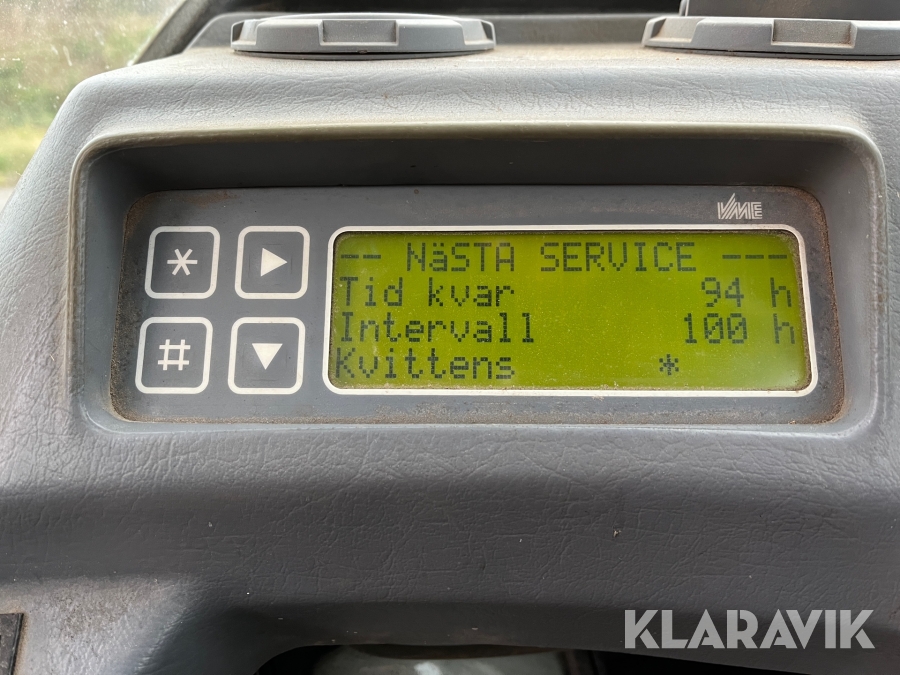 VME
-- NäSTA SERVICE ---
Tid kvar 94 h
Intervall 100 h
Kvittens *
*
#
KLARAVIK